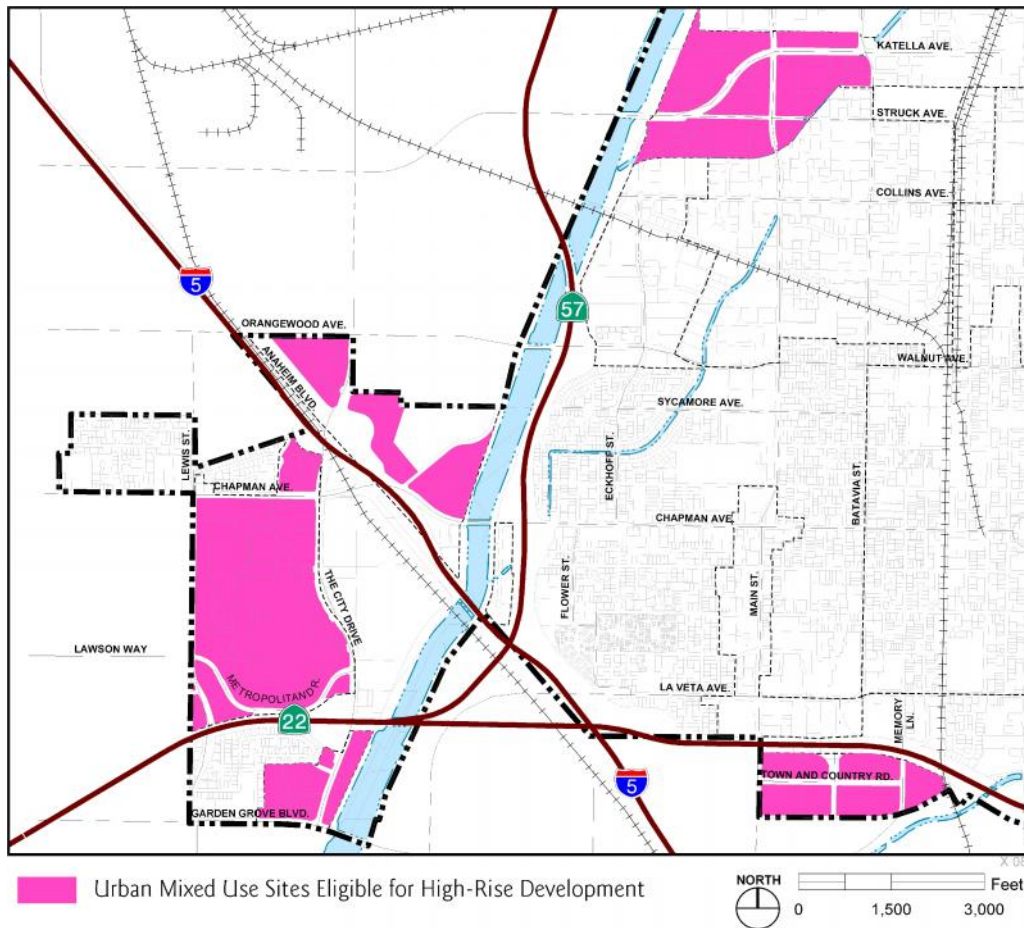 KATELLA AVE.
STRUCK AVE.
COLLINS AVE.
5
57
ORANGEWOOD AVE.
ANAHEIM BLVD.
WALNUT AVE.
SYCAMORE AVE.
LEWIS ST.
ECKHOFF ST.
BATAVIA ST.
CHAPMAN AVE.
CHAPMAN AVE.
THE CITY DRIVE
FLOWER ST.
MAIN ST.
LAWSON WAY
METROPOLITAN DR.
LA VETA AVE.
MEMORY
LN.
22
TOWN AND COUNTRY RD.
5
GARDEN GROVE BLVD.
Urban Mixed Use Sites Eligible for High-Rise Development
NORTH
Feet
0 1,500 3,000